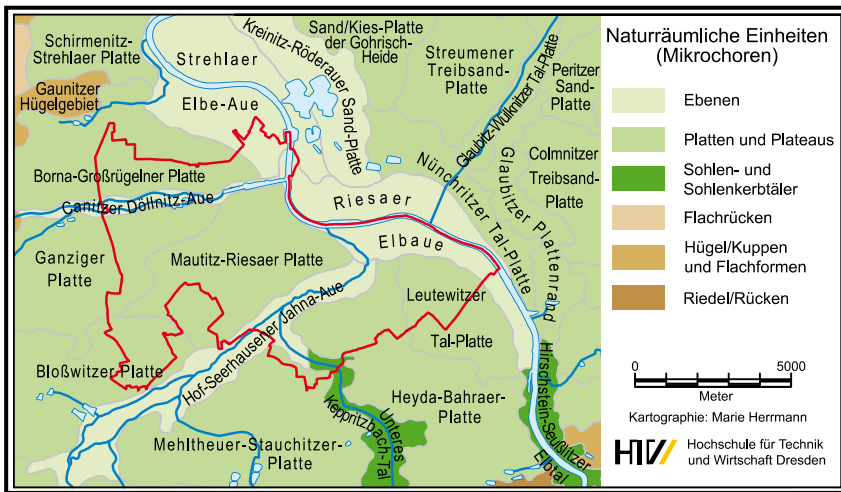 Schirmenitz-
Strehlaer Platte
Gaunitzer
Hügelgebiet
Strehlaer
Elbe-Aue
Kreinitz-Röderauer Sand-Platte
Sand/Kies-Platte
der Gohrisch-
Heide
Streumener
Treibsand-
Platte
Glaubitz-Wülknitzer Tal-Platte
Peritzer
Sand-
Platte
Colmnitzer
Treibsand-
Platte
Borna-Großrügelner Platte
Canitzer Döllnitz-Aue
Riesaer
Elbaue
Nünchritzer Tal-Platte
Glaubitzer Plattenrand
Ganziger
Platte
Mautitz-Riesaer Platte
Leutewitzer
Tal-Platte
Bloßwitzer-Platte
Hof-Seerhausener Jahna-Aue
Heyda-Bahraer-
Platte
Mehltheuer-Stauchitzer-
Platte
Unteres
Keppritzbach-Tal
Hirschstein-Seußlitzer
Elbtal
Naturräumliche Einheiten
(Mikrochoren)
Ebenen
Platten und Plateaus
Sohlen- und
Sohlenkerbtäler
Flachrücken
Hügel/Kuppen
und Flachformen
Riedel/Rücken
0 5000
Meter
Kartographie: Marie Herrmann
HTW
Hochschule für Technik
und Wirtschaft Dresden